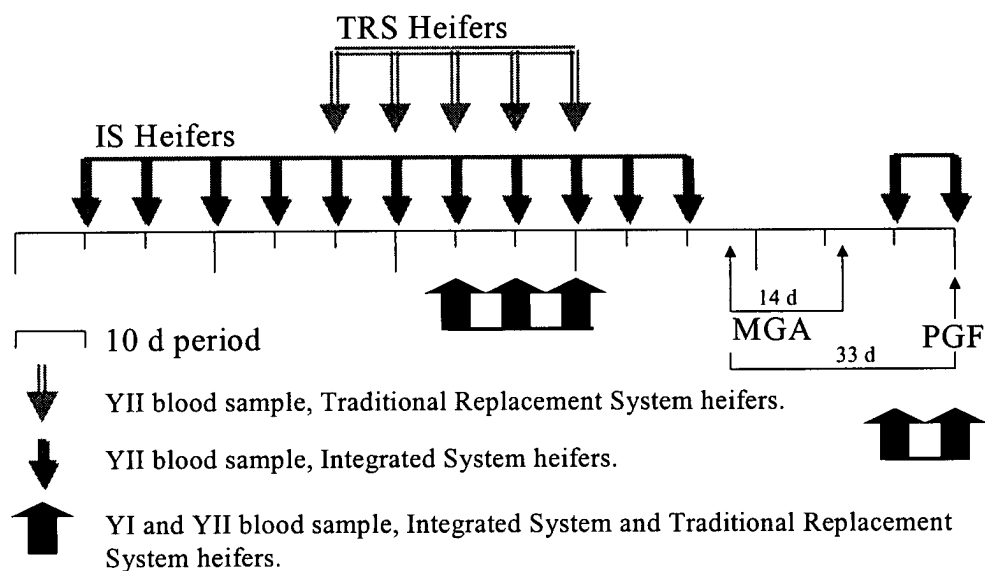 TRS Heifers
IS Heifers
14 d
MGA
PGF
33 d
10 d period
YII blood sample, Traditional Replacement System heifers.
YII blood sample, Integrated System heifers.
YI and YII blood sample, Integrated System and Traditional Replacement
System heifers.